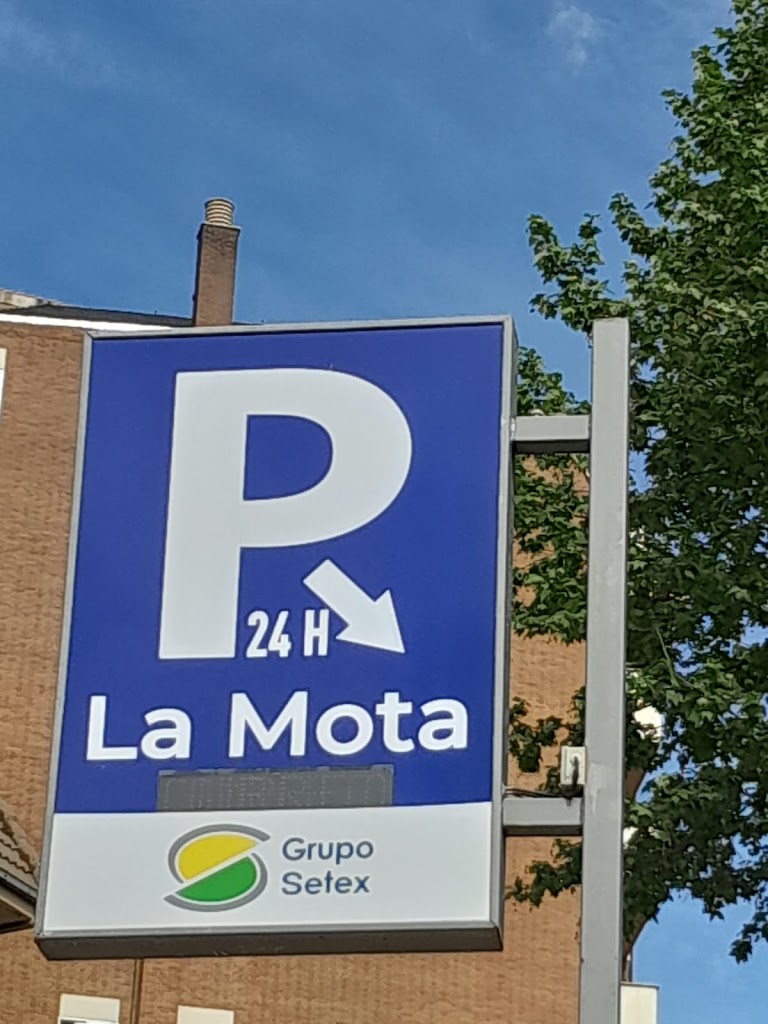 P
24 H
La Mota
Grupo
Setex